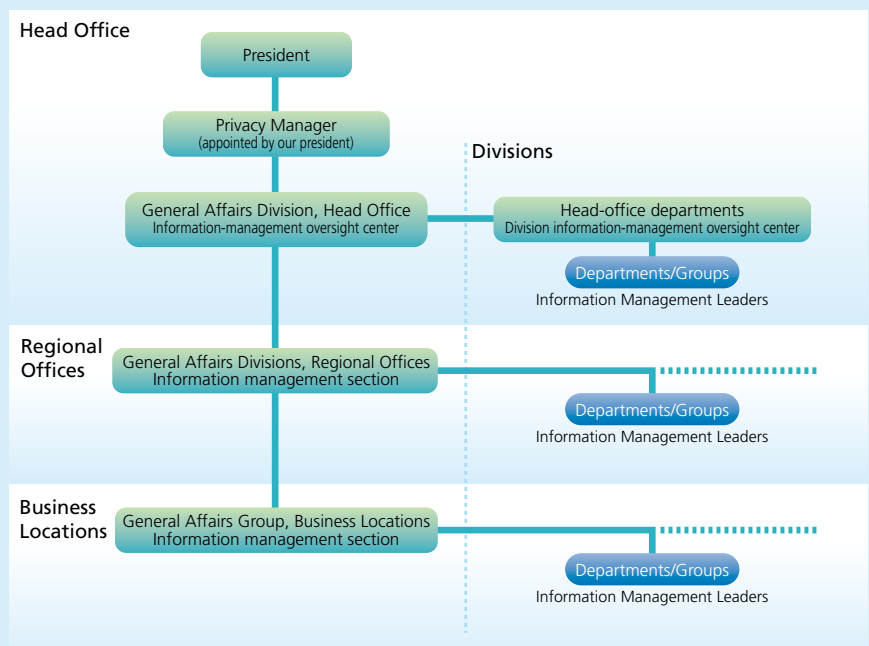 Head Office
President
Privacy Manager
(appointed by our president)
Divisions
General Affairs Division, Head Office
Information-management oversight center
Head-office departments
Division information-management oversight center
Departments/Groups
Information Management Leaders
Regional
Offices
General Affairs Divisions, Regional Offices
Information management section
Departments/Groups
Information Management Leaders
Business
Locations
General Affairs Group, Business Locations
Information management section
Departments/Groups
Information Management Leaders